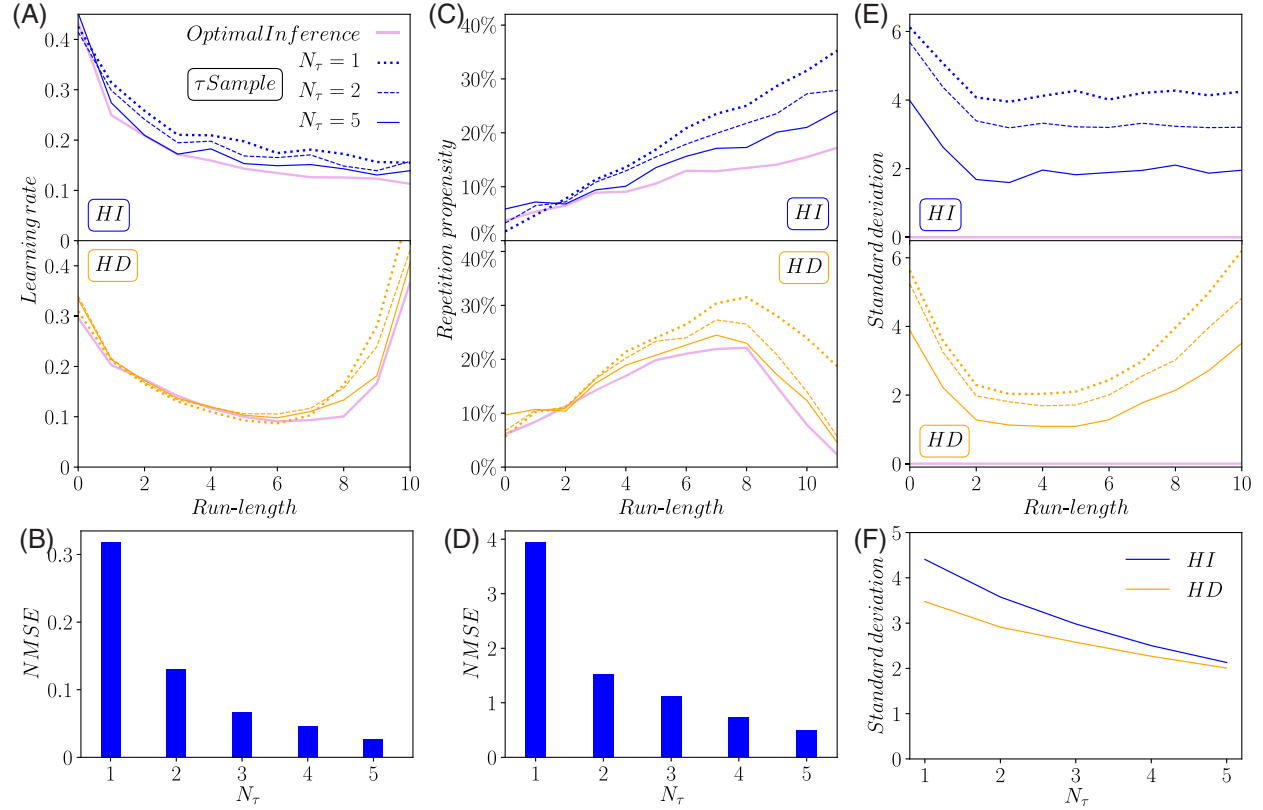 (A)
Learning rate
0.4
0.3
0.2
0.1
0
OptimalInference
τSample
Nτ = 1
Nτ = 2
Nτ = 5
HI
0.4
0.3
0.2
0.1
0
HD
0 2 4 6 8 10
Run-length
(C)
Repetition propensity
40%
30%
20%
10%
0%
HI
40%
30%
20%
10%
0%
HD
0 2 4 6 8 10
Run-length
(E)
Standard deviation
6
4
2
0
HI
6
4
2
0
HD
0 2 4 6 8 10
Run-length
(B)
NMSE
0.3
0.2
0.1
0
1 2 3 4 5
Nτ
(D)
NMSE
4
3
2
1
0
1 2 3 4 5
Nτ
(F)
Standard deviation
5
4
3
2
1
0
HI
HD
1 2 3 4 5
Nτ